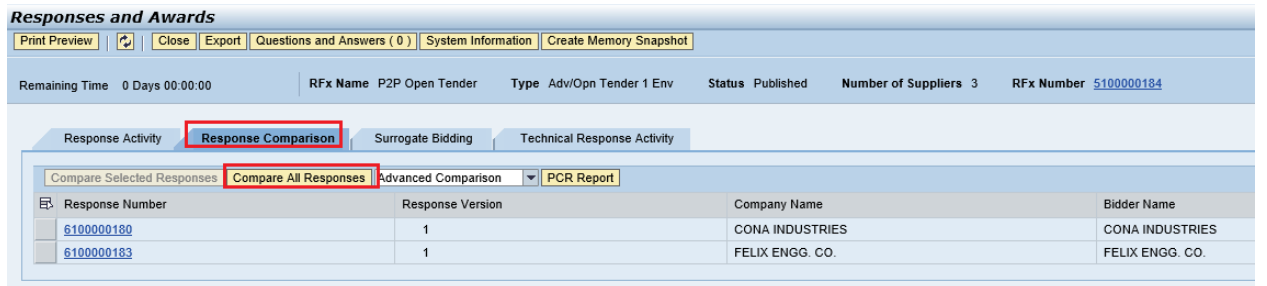 Responses and Awards
Print Preview Close Export Questions and Answers ( 0 ) System Information Create Memory Snapshot
Remaining Time 0 Days 00:00:00 RFx Name P2P Open Tender Type Adv/Opn Tender 1 Env Status Published Number of Suppliers 3 RFx Number 5100000184
Response Activity Response Comparison Surrogate Bidding Technical Response Activity
Compare Selected Responses Compare All Responses Advanced Comparison PCR Report
Response Number Response Version Company Name Bidder Name
6100000180 1 CONA INDUSTRIES CONA INDUSTRIES
6100000183 1 FELIX ENGG. CO. FELIX ENGG. CO.